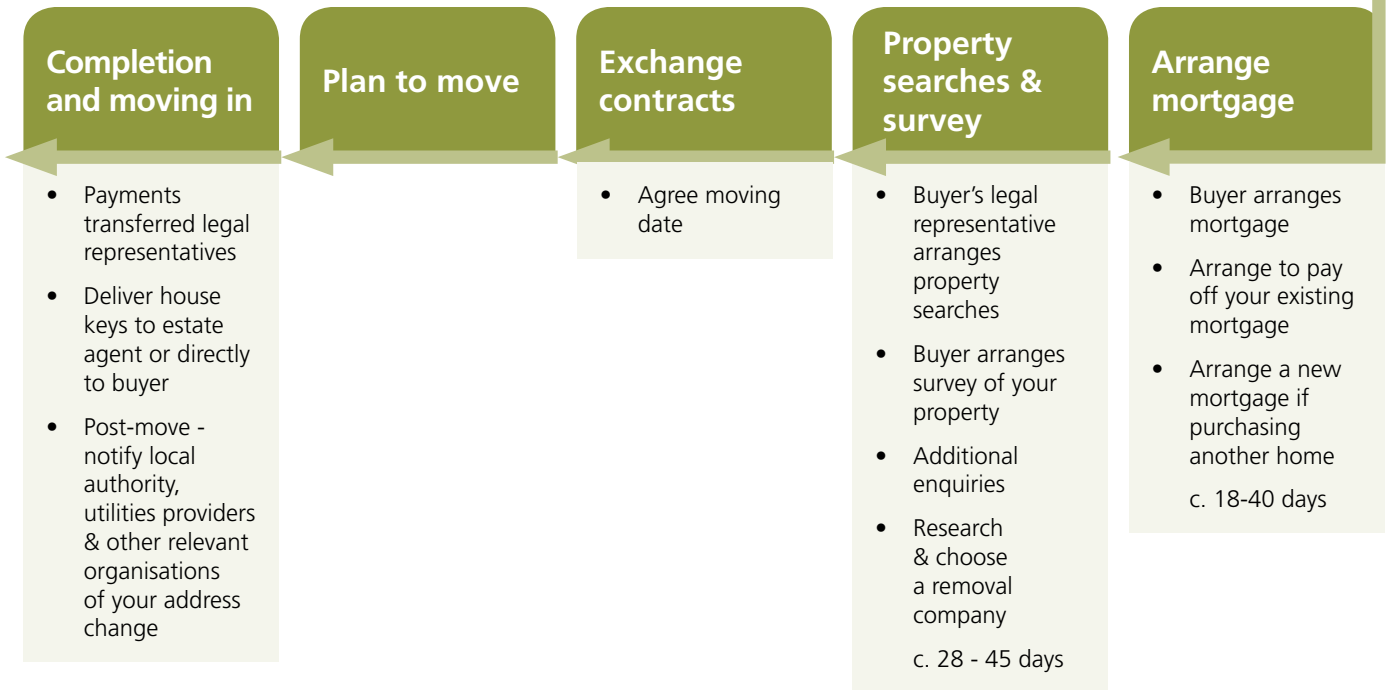 Completion
and moving in
• Payments
transferred legal
representatives
• Deliver house
keys to estate
agent or directly
to buyer
• Post-move -
notify local
authority,
utilities providers
& other relevant
organisations
of your address
change
Plan to move
Exchange
contracts
• Agree moving
date
Property
searches &
survey
• Buyer’s legal
representative
arranges
property
searches
• Buyer arranges
survey of your
property
• Additional
enquiries
• Research
& choose
a removal
company
c. 28 - 45 days
Arrange
mortgage
• Buyer arranges
mortgage
• Arrange to pay
off your existing
mortgage
• Arrange a new
mortgage if
purchasing
another home
c. 18-40 days